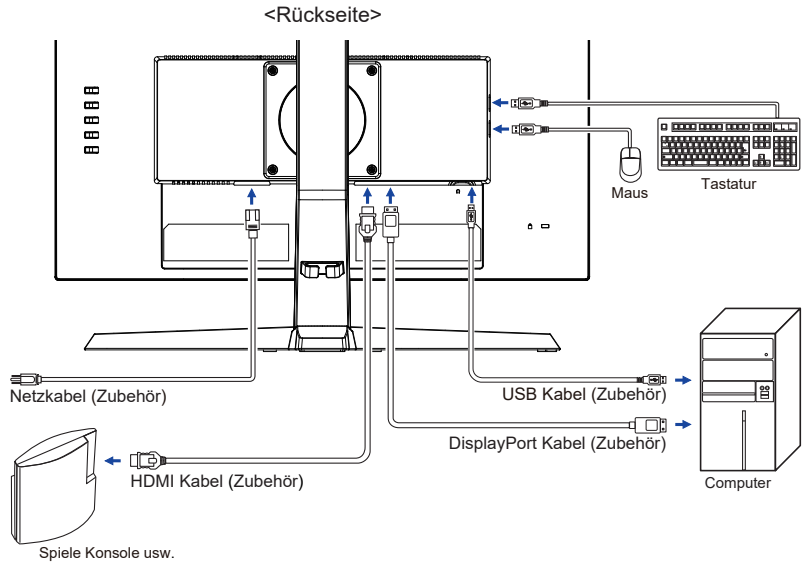 <Rückseite>
Maus
Tastatur
Netzkabel (Zubehör)
USB Kabel (Zubehör)
DisplayPort Kabel (Zubehör)
HDMI Kabel (Zubehör)
Computer
Spiele Konsole usw.